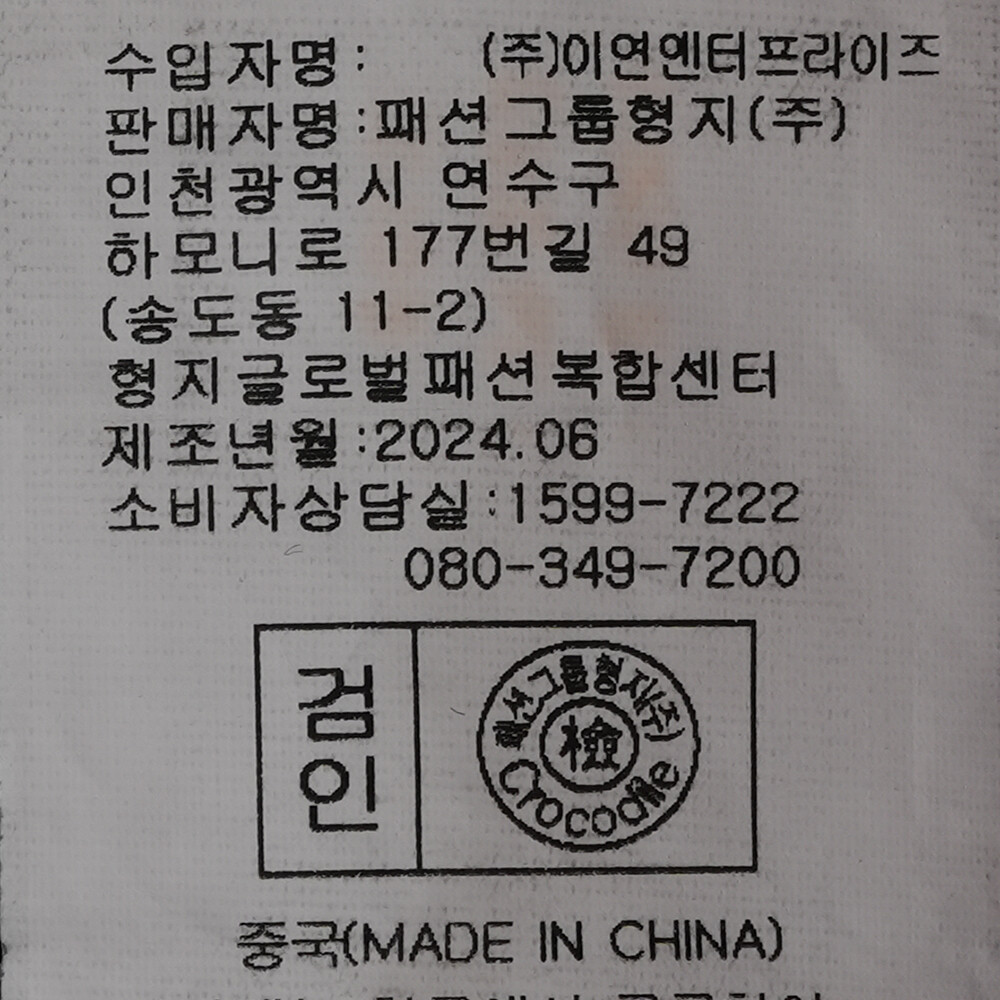 수입자명: (주)이연엔터프라이즈
판매자명:패션그룹형지(주)
인천광역시 연수구
하모니로 177번길 49
(송도동 11-2)
형지글로벌패션복합센터
제조년월:2024.06
소비자상담실:1599-7222
080-349-7200
검
인
패션그룹형지(주)
檢
Crocodile
중국(MADE IN CHINA)